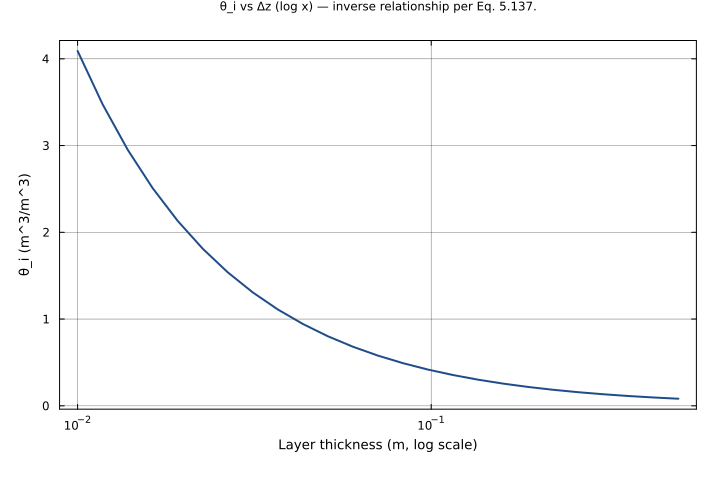 θ_i vs Δz (log x) — inverse relationship per Eq. 5.137.
θ_i (m^3/m^3)
4
3
2
1
0
10⁻² 10⁻¹
Layer thickness (m, log scale)